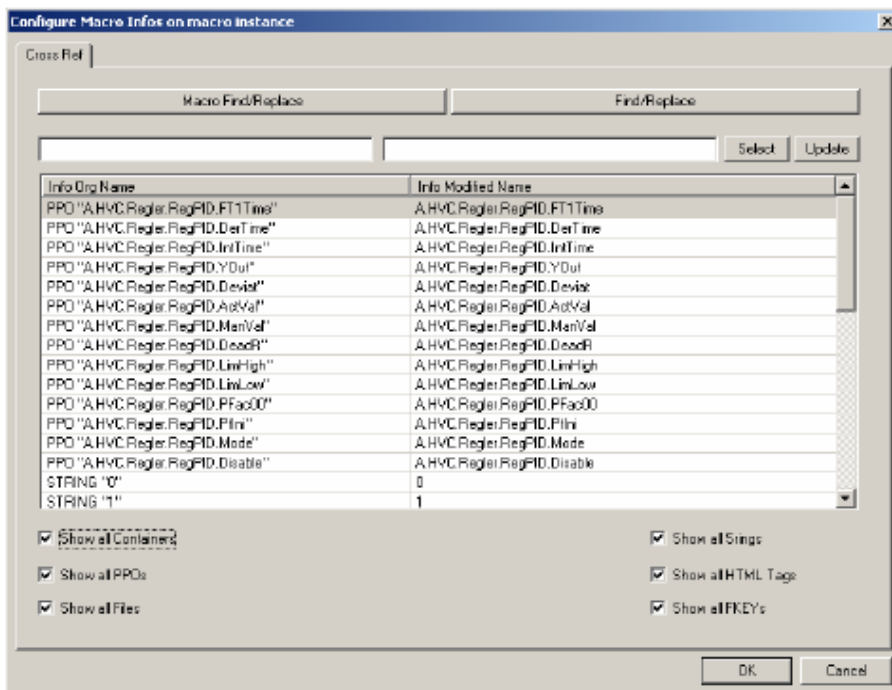 Configure Macro Infos on macro instance
Cross Ref
Macro Find/Replace Find/Replace
Select Update
Info Org Name Info Modified Name
PPO "A.HVC.Regler.RegPID.FT1Time" A.HVC.Regler.RegPID.FT1Time
PPO "A.HVC.Regler.RegPID.DerTime" A.HVC.Regler.RegPID.DerTime
PPO "A.HVC.Regler.RegPID.IntTime" A.HVC.Regler.RegPID.IntTime
PPO "A.HVC.Regler.RegPID.YOut" A.HVC.Regler.RegPID.YOut
PPO "A.HVC.Regler.RegPID.Deviat" A.HVC.Regler.RegPID.Deviat
PPO "A.HVC.Regler.RegPID.ActVal" A.HVC.Regler.RegPID.ActVal
PPO "A.HVC.Regler.RegPID.ManVal" A.HVC.Regler.RegPID.ManVal
PPO "A.HVC.Regler.RegPID.DeadR" A.HVC.Regler.RegPID.DeadR
PPO "A.HVC.Regler.RegPID.LimHigh" A.HVC.Regler.RegPID.LimHigh
PPO "A.HVC.Regler.RegPID.LimLow" A.HVC.Regler.RegPID.LimLow
PPO "A.HVC.Regler.RegPID.PFac00" A.HVC.Regler.RegPID.PFac00
PPO "A.HVC.Regler.RegPID.PIIni" A.HVC.Regler.RegPID.PIIni
PPO "A.HVC.Regler.RegPID.Mode" A.HVC.Regler.RegPID.Mode
PPO "A.HVC.Regler.RegPID.Disable" A.HVC.Regler.RegPID.Disable
STRING "0" 0
STRING "1" 1
Show all Containers Show all Srings
Show all PPOs Show all HTML Tags
Show all Files Show all FKEYs
OK Cancel